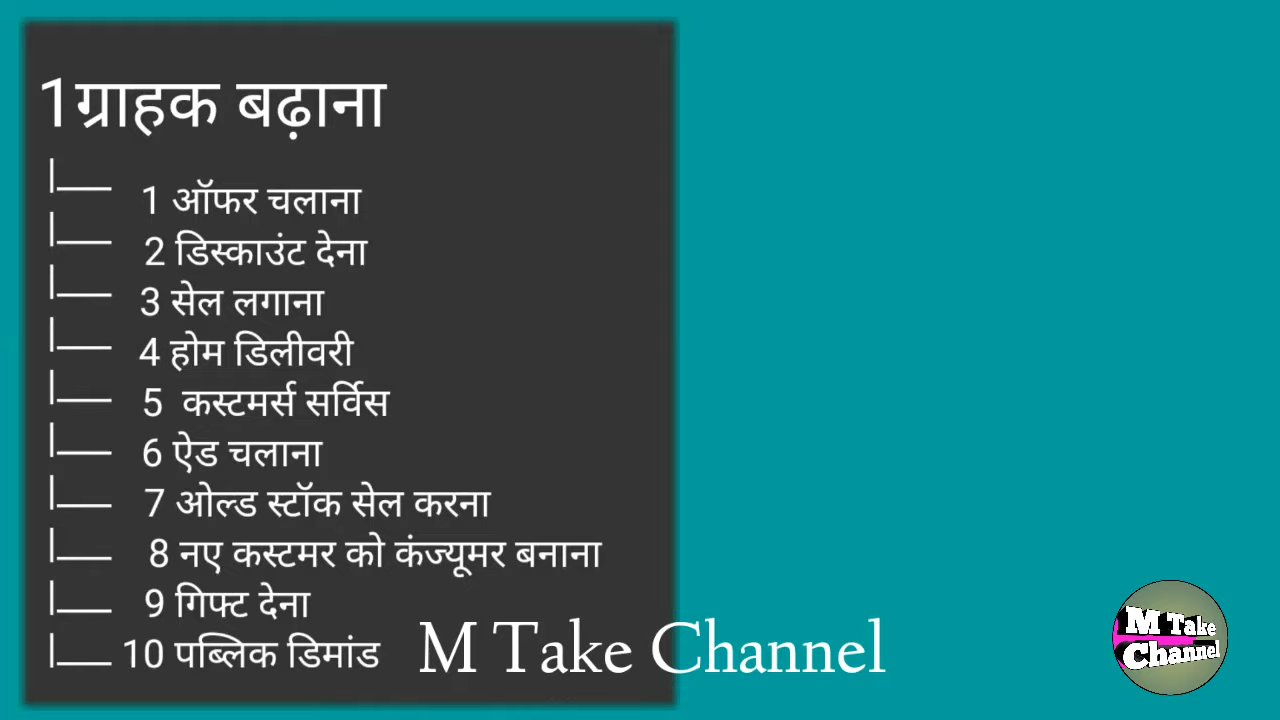 1ग्राहक बढ़ाना
1 ऑफर चलाना
2 डिस्काउंट देना
3 सेल लगाना
4 होम डिलीवरी
5 कस्टमर्स सर्विस
6 ऐड चलाना
7 ओल्ड स्टॉक सेल करना
8 नए कस्टमर को कंज्यूमर बनाना
9 गिफ्ट देना
10 पब्लिक डिमांड
M Take Channel
M Take
Channel